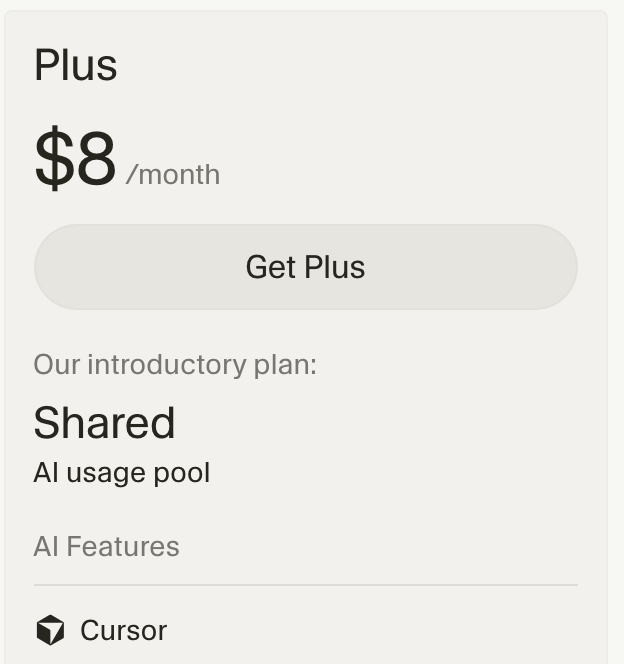 Plus
$8 /month
Get Plus
Our introductory plan:
Shared
AI usage pool
AI Features
Cursor